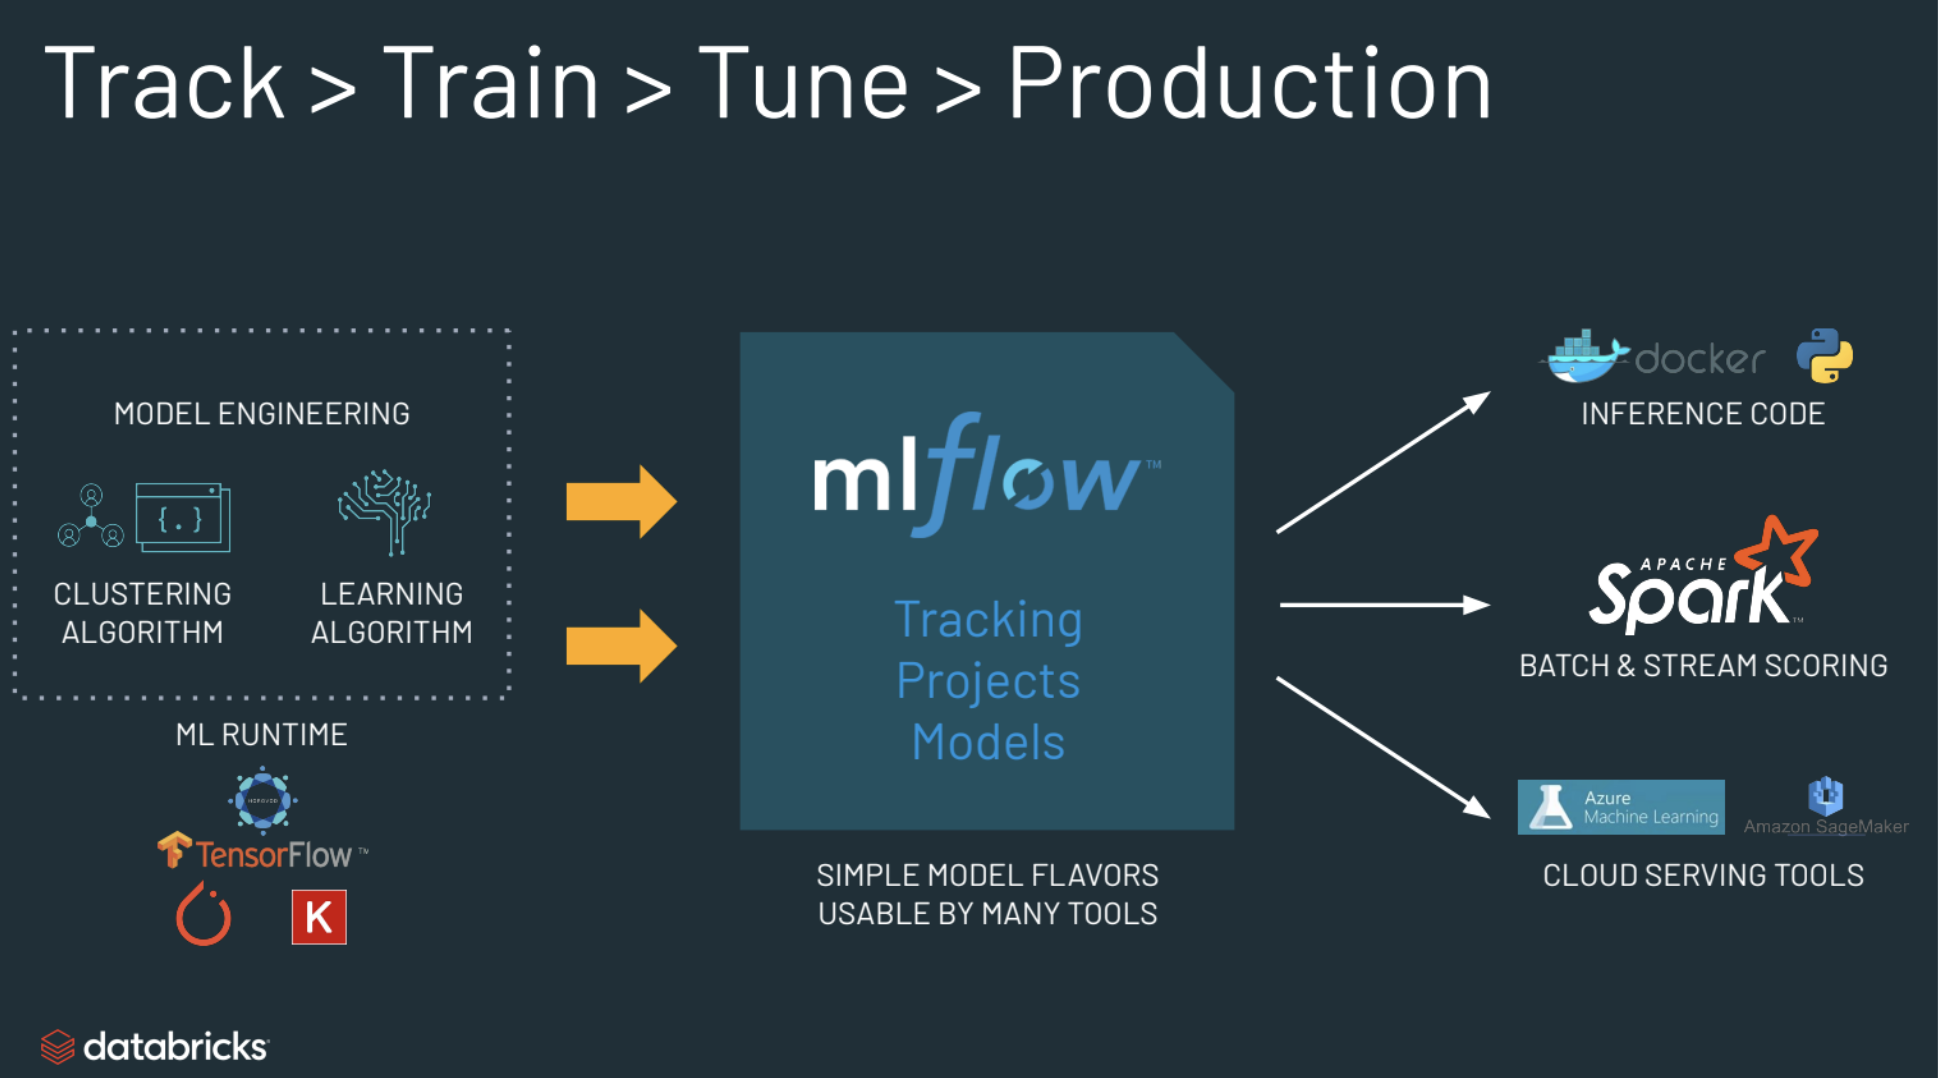 Track > Train > Tune > Production
MODEL ENGINEERING
{.}
CLUSTERING
ALGORITHM
LEARNING
ALGORITHM
ML RUNTIME
HOROVOD
TensorFlow™
K
mlflow™
Tracking
Projects
Models
SIMPLE MODEL FLAVORS
USABLE BY MANY TOOLS
docker
INFERENCE CODE
APACHE
Spark™
BATCH & STREAM SCORING
Azure
Machine Learning
Amazon SageMaker
CLOUD SERVING TOOLS
databricks